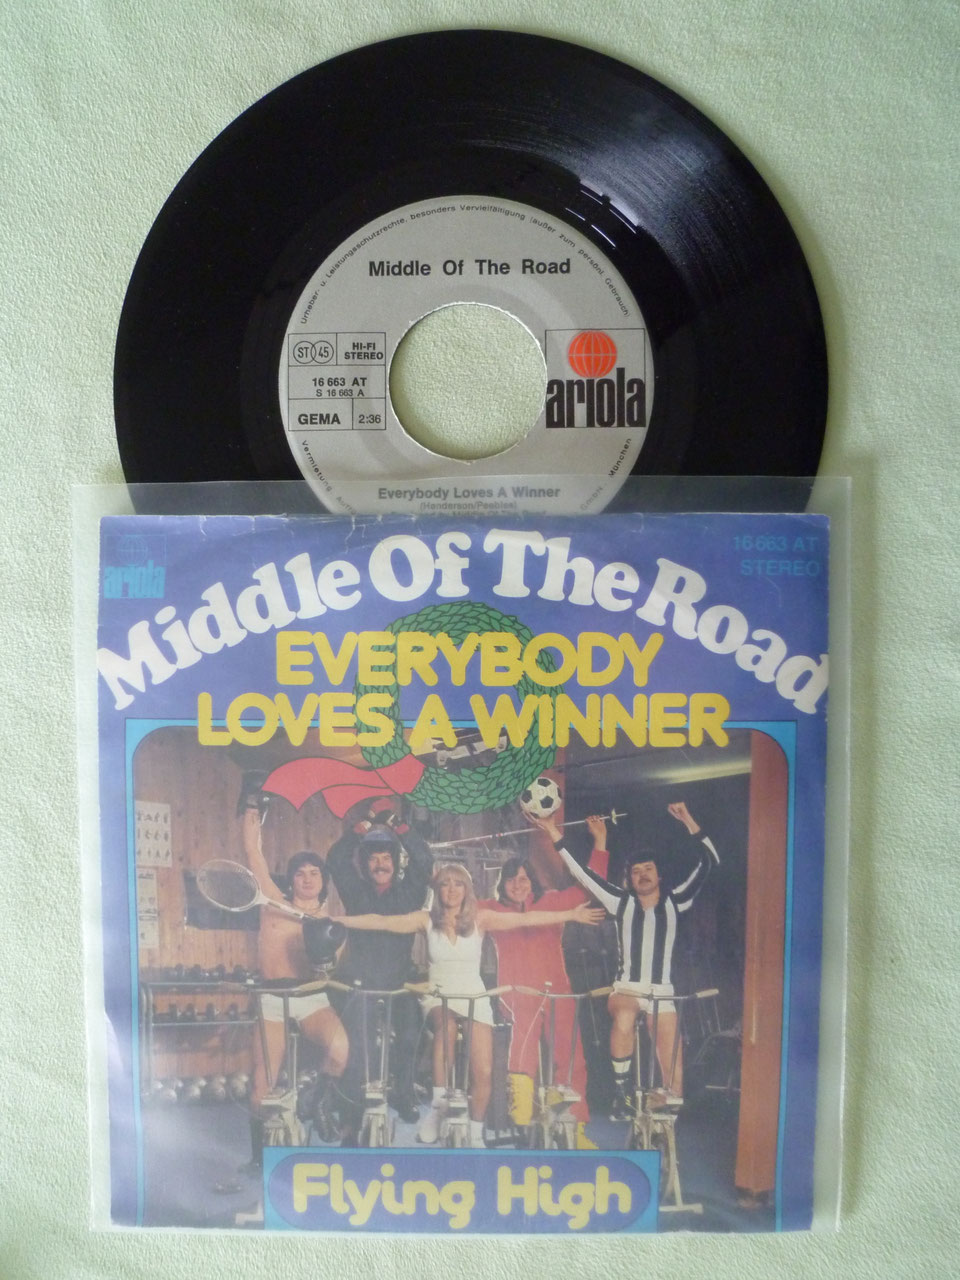 Urheber- u. Leistungsschutzrechte, besonders Vervielfältigung (außer zum persönl. Gebrauch)
Middle Of The Road
ST 45
HI-FI
STEREO
16 663 AT
S 16 663 A
GEMA 2:36
ariola
Vermietung
München
Everybody Loves A Winner
(Henderson/Peebles)
ariola
16 663 AT
STEREO
Middle Of The Road
EVERYBODY
LOVES A WINNER
Flying High